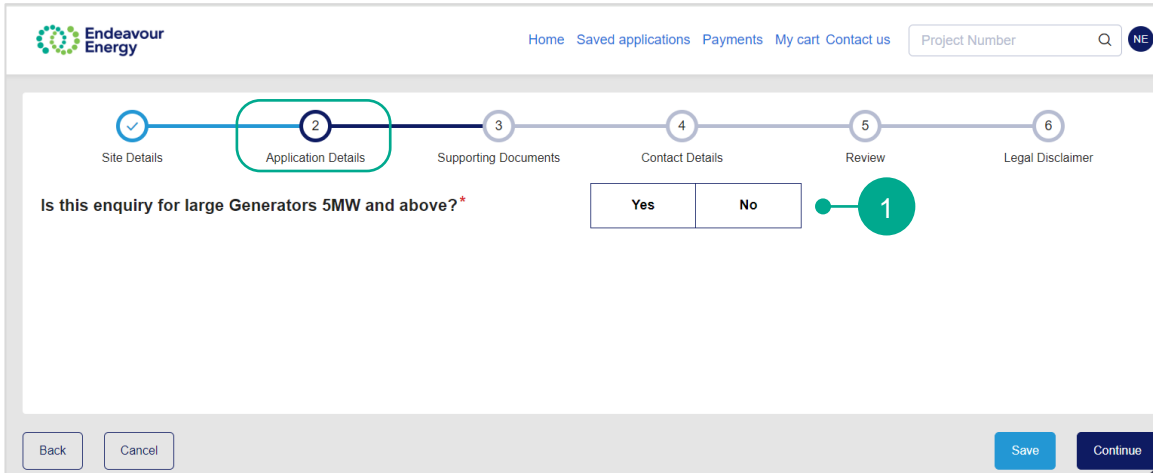 Endeavour
Energy
Home Saved applications Payments My cart Contact us Project Number NE
2 3 4 5 6
Site Details Application Details Supporting Documents Contact Details Review Legal Disclaimer
Is this enquiry for large Generators 5MW and above?* Yes No 1
Back Cancel Save Continue